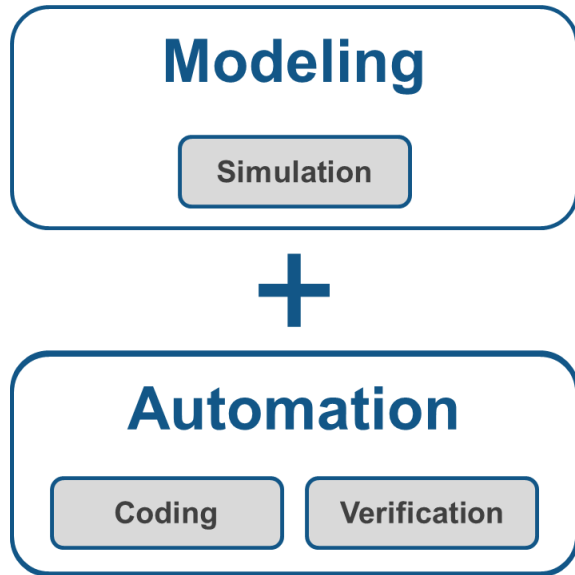 Modeling
Simulation
+
Automation
Coding Verification